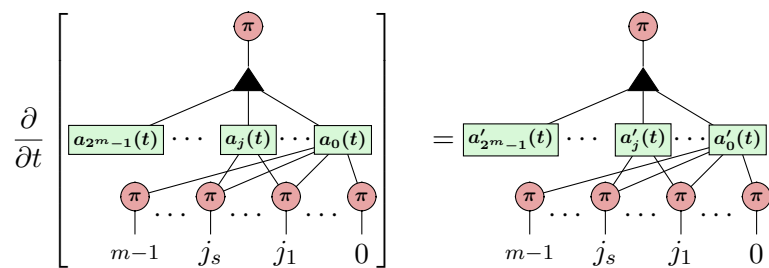 π π
∂/∂t [ a_{2^m−1}(t) ··· a_j(t) ··· a_0(t) ] = a′_{2^m−1}(t) ··· a′_j(t) ··· a′_0(t)
π ... π ... π ... π π ... π ... π ... π
m−1 j_s j_1 0 m−1 j_s j_1 0